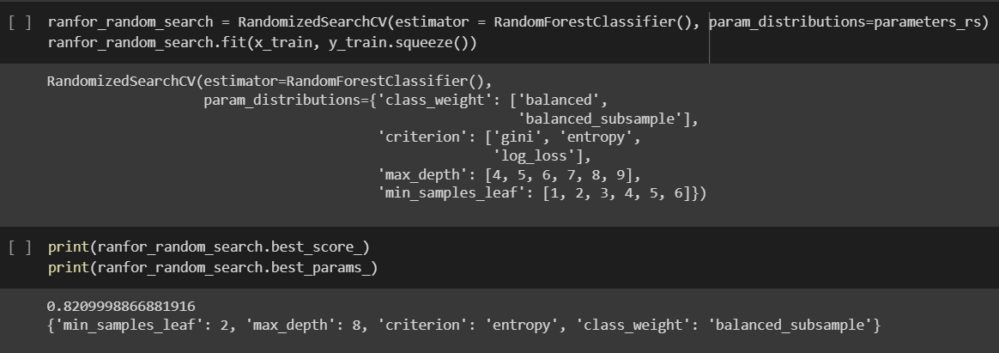 [ ] ranfor_random_search = RandomizedSearchCV(estimator = RandomForestClassifier(), param_distributions=parameters_rs)
ranfor_random_search.fit(x_train, y_train.squeeze())
RandomizedSearchCV(estimator=RandomForestClassifier(),
param_distributions={'class_weight': ['balanced',
'balanced_subsample'],
'criterion': ['gini', 'entropy',
'log_loss'],
'max_depth': [4, 5, 6, 7, 8, 9],
'min_samples_leaf': [1, 2, 3, 4, 5, 6]})
[ ] print(ranfor_random_search.best_score_)
print(ranfor_random_search.best_params_)
0.8209998866881916
{'min_samples_leaf': 2, 'max_depth': 8, 'criterion': 'entropy', 'class_weight': 'balanced_subsample'}